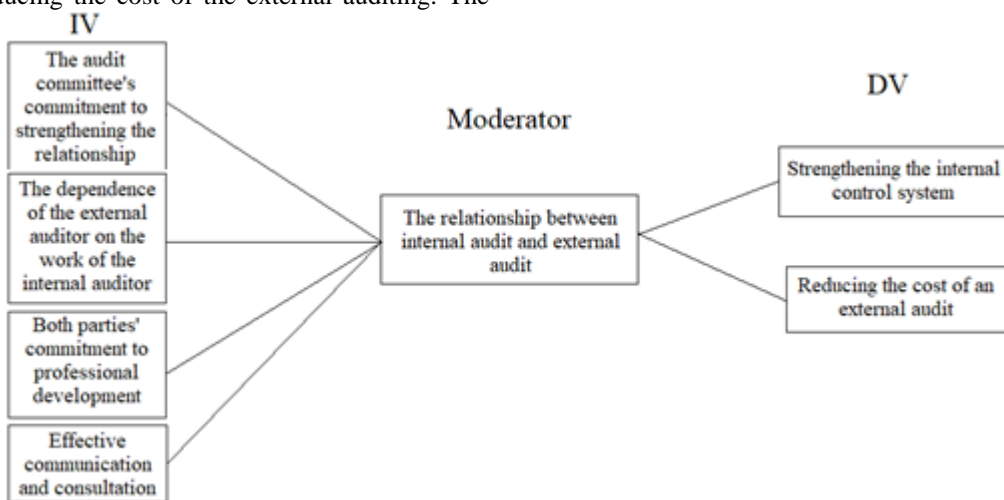 ducing the cost of the external auditing. The
IV
The audit
committee's
commitment to
strengthening the
relationship
The dependence
of the external
auditor on the
work of the
internal auditor
Both parties'
commitment to
professional
development
Effective
communication
and consultation
Moderator
The relationship between
internal audit and external
audit
DV
Strengthening the internal
control system
Reducing the cost of an
external audit